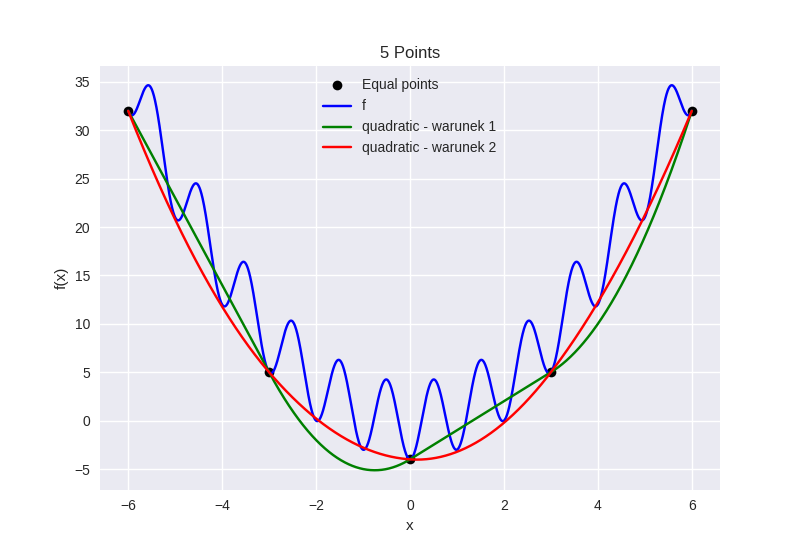 5 Points
Equal points
f
quadratic - warunek 1
quadratic - warunek 2
35
30
25
20
15
10
5
0
−5
f(x)
−6 −4 −2 0 2 4 6
x